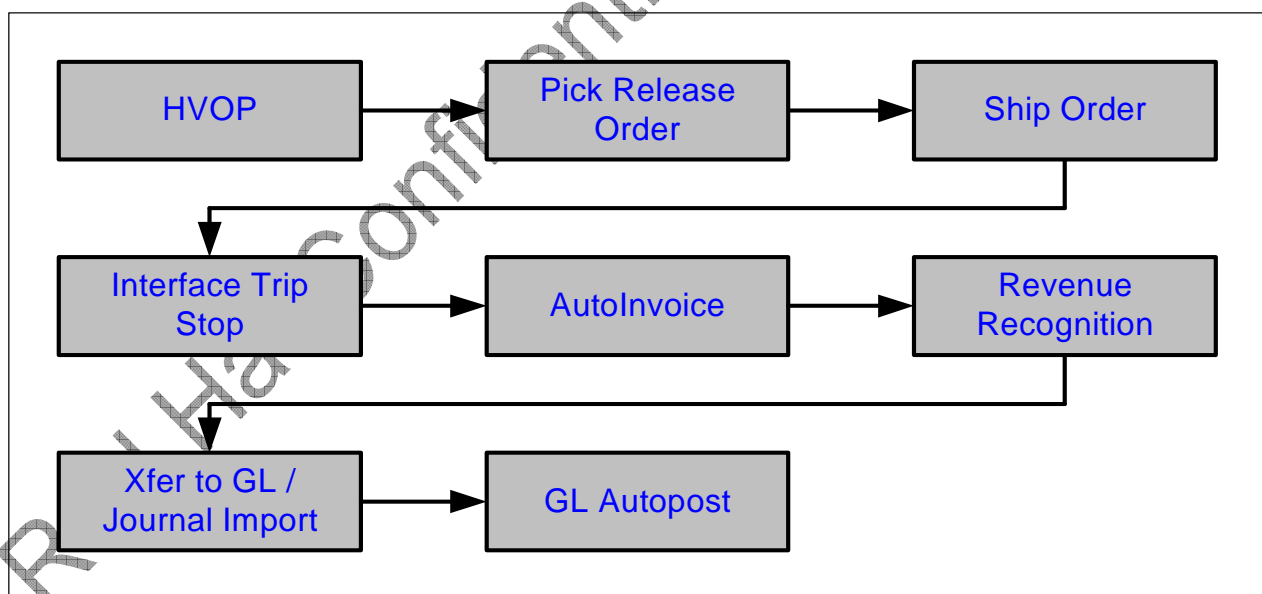 HVOP
Pick Release
Order
Ship Order
Interface Trip
Stop
AutoInvoice
Revenue
Recognition
Xfer to GL /
Journal Import
GL Autopost